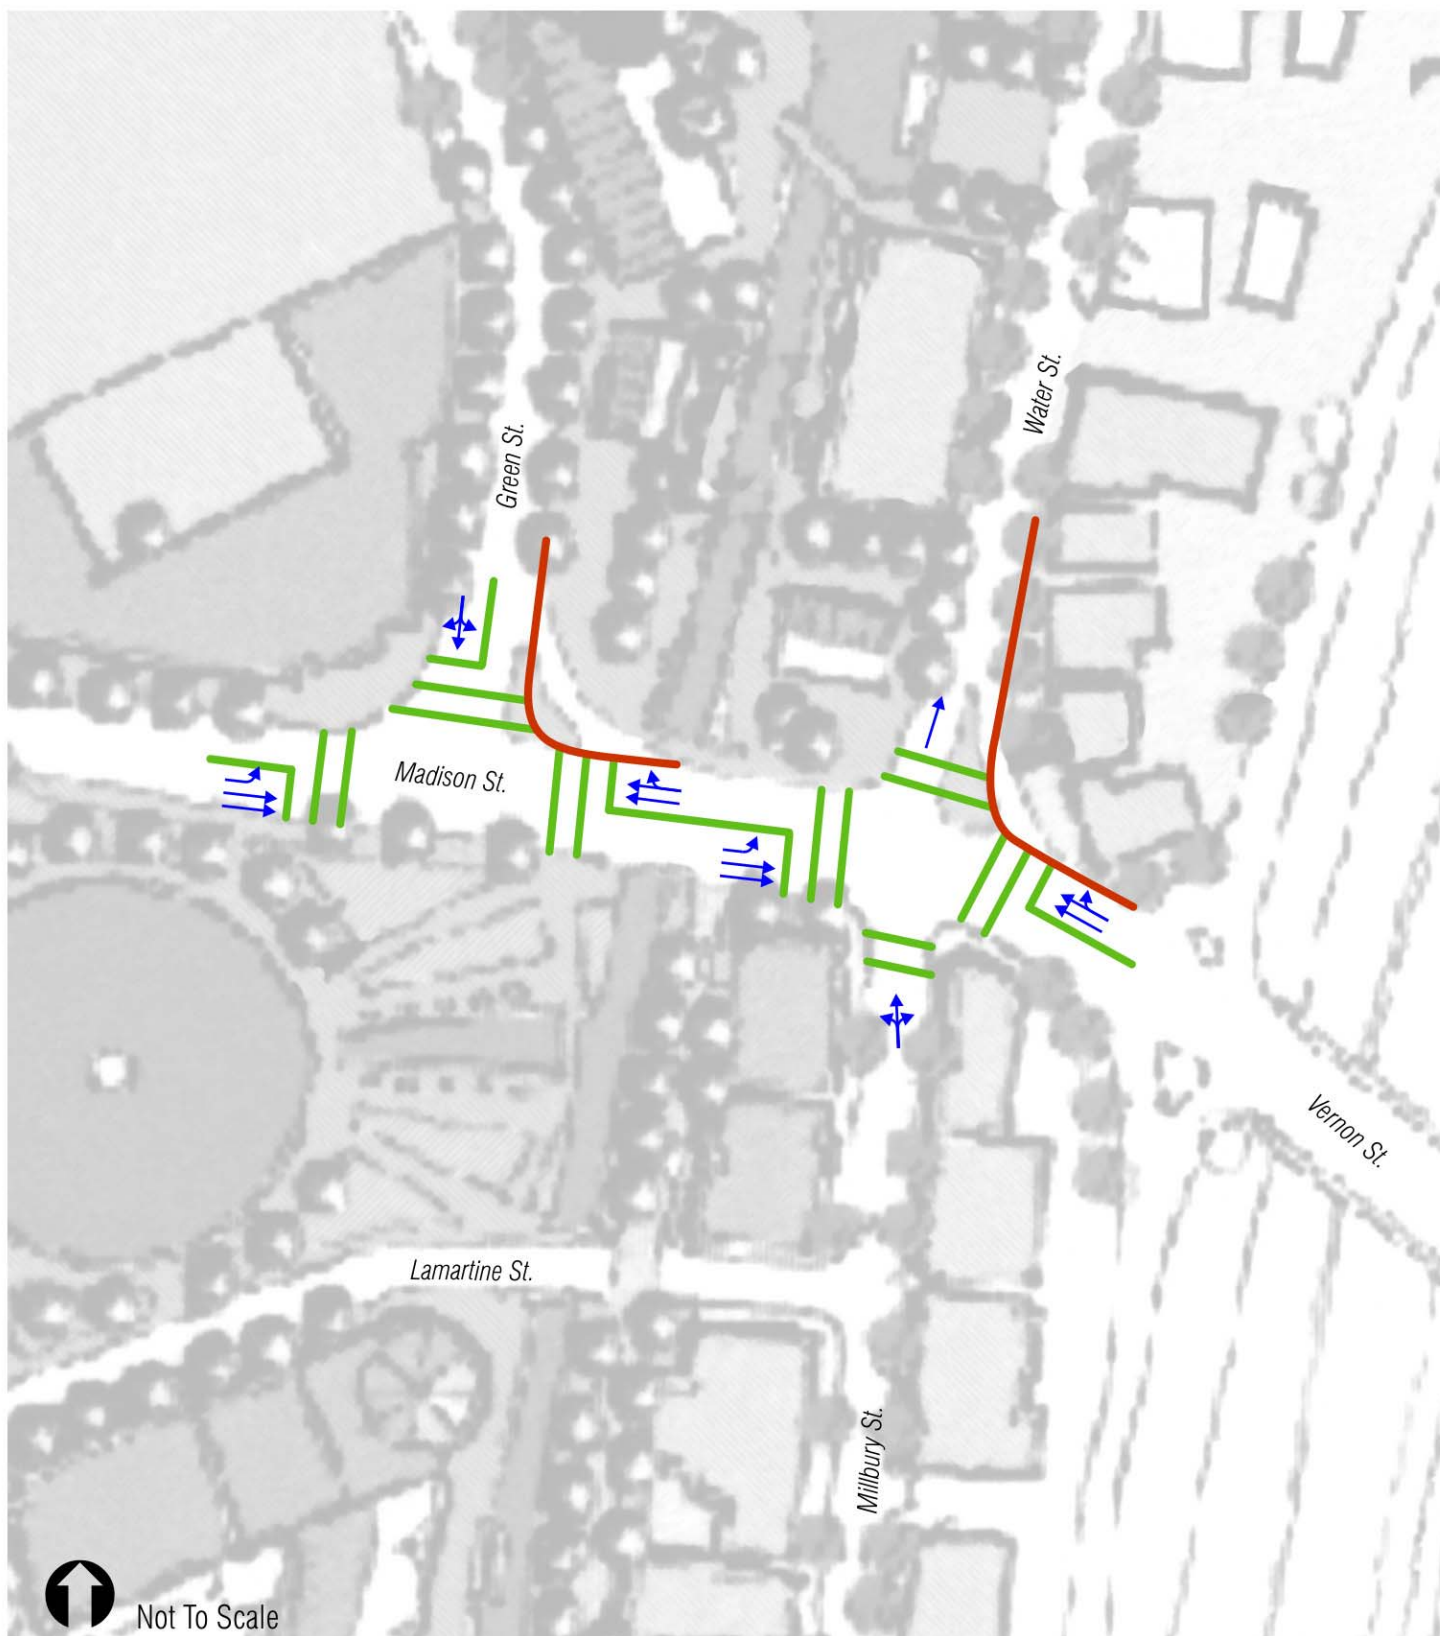 Water St.
Green St.
Madison St.
Vernon St.
Lamartine St.
Millbury St.
Not To Scale